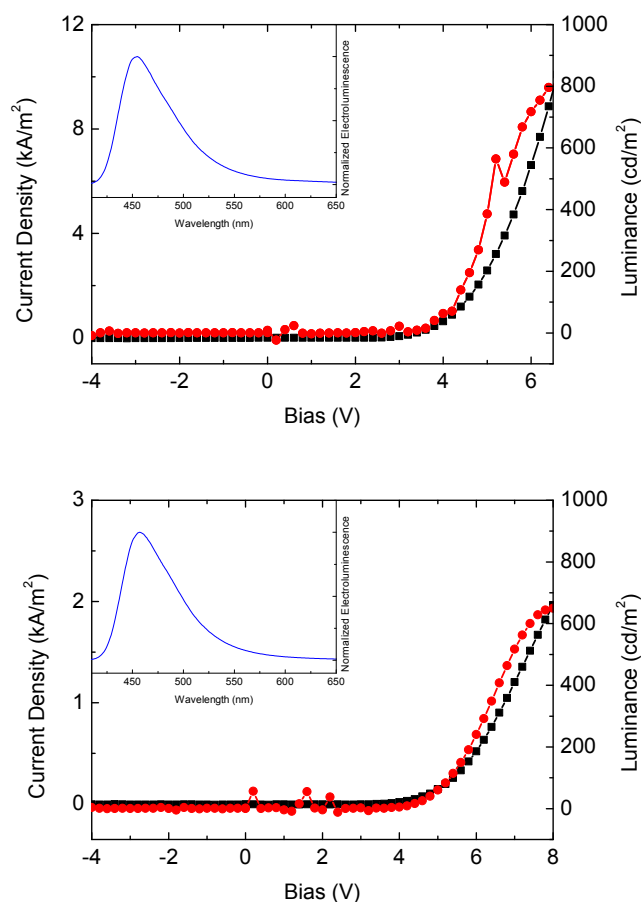 12
8
4
0
Current Density (kA/m²)
1000
800
600
400
200
0
Luminance (cd/m²)
-4 -2 0 2 4 6
Bias (V)
450 500 550 600 650
Wavelength (nm)
Normalized Electroluminescence
3
2
1
0
Current Density (kA/m²)
1000
800
600
400
200
0
Luminance (cd/m²)
-4 -2 0 2 4 6 8
Bias (V)
450 500 550 600 650
Wavelength (nm)
Normalized Electroluminescence